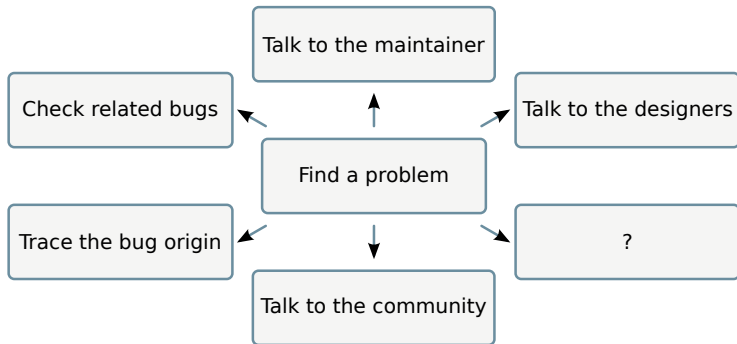 Talk to the maintainer
Check related bugs
Talk to the designers
Find a problem
Trace the bug origin
?
Talk to the community